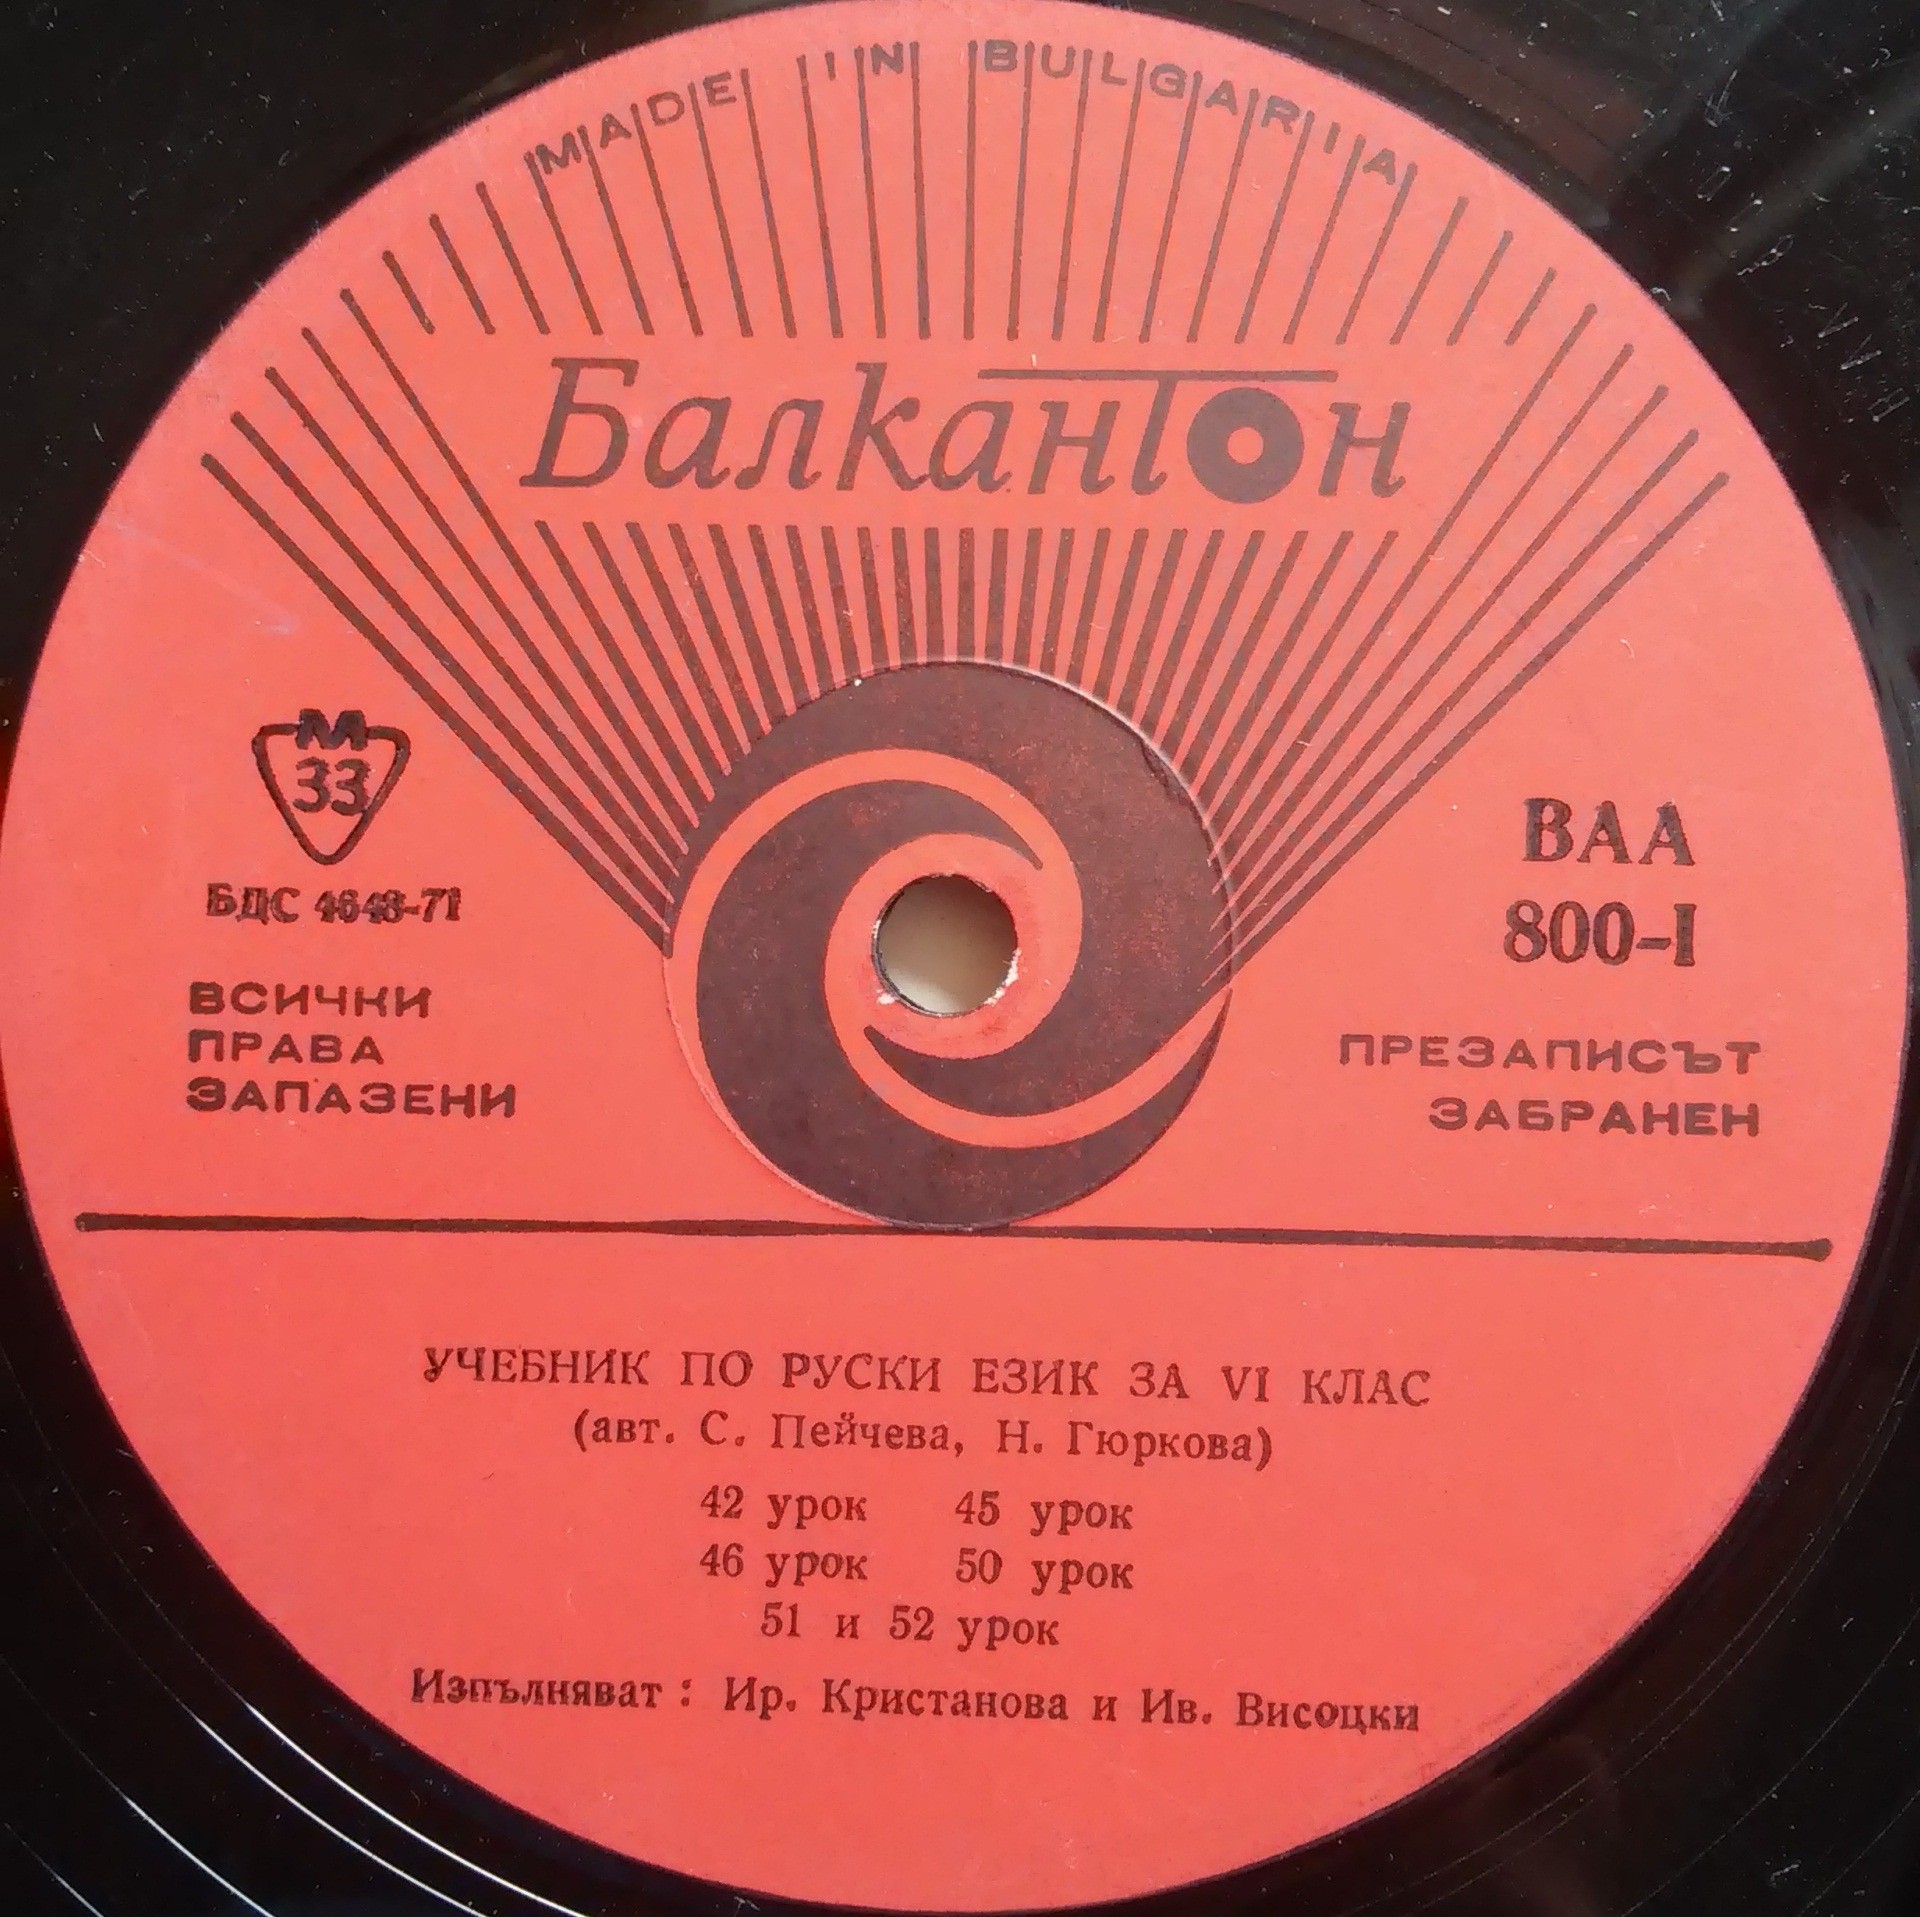 MADE IN BULGARIA
Балкантон
М
33
БДС 4648-71
ВСИЧКИ
ПРАВА
ЗАПАЗЕНИ
ВАА
800-I
ПРЕЗАПИСЪТ
ЗАБРАНЕН
УЧЕБНИК ПО РУСКИ ЕЗИК ЗА VI КЛАС
(авт. С. Пейчева, Н. Гюркова)
42 урок 45 урок
46 урок 50 урок
51 и 52 урок
Изпълняват : Ир. Кристанова и Ив. Висоцки